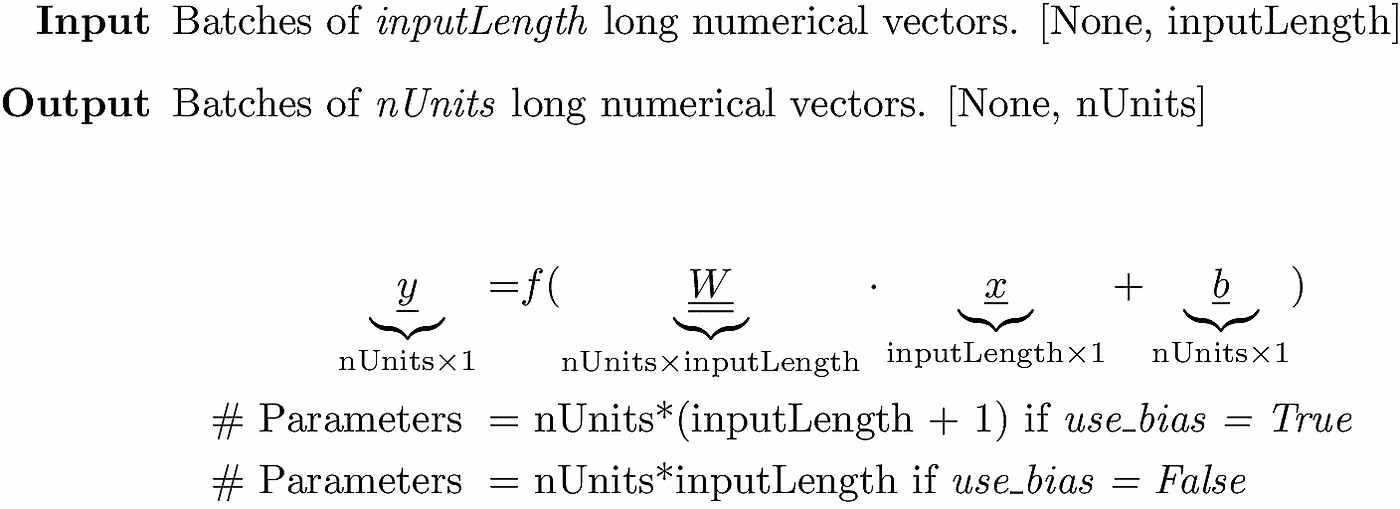 Input Batches of inputLength long numerical vectors. [None, inputLength]
Output Batches of nUnits long numerical vectors. [None, nUnits]
y =f( W · x + b )
nUnits×1 nUnits×inputLength inputLength×1 nUnits×1
# Parameters = nUnits*(inputLength + 1) if use_bias = True
# Parameters = nUnits*inputLength if use_bias = False